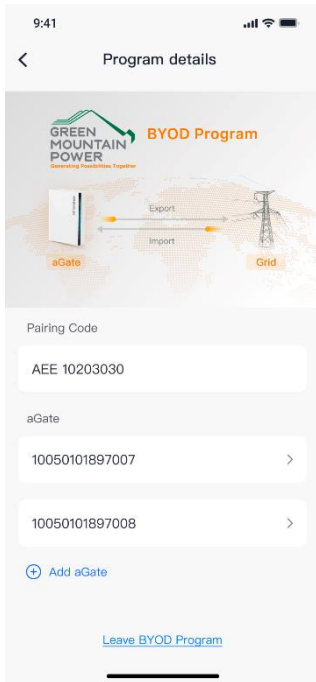 9:41
Program details
GREEN
MOUNTAIN
POWER
Generating Possibilities Together
BYOD Program
Export
Import
aGate
Grid
Pairing Code
AEE 10203030
aGate
10050101897007
10050101897008
Add aGate
Leave BYOD Program